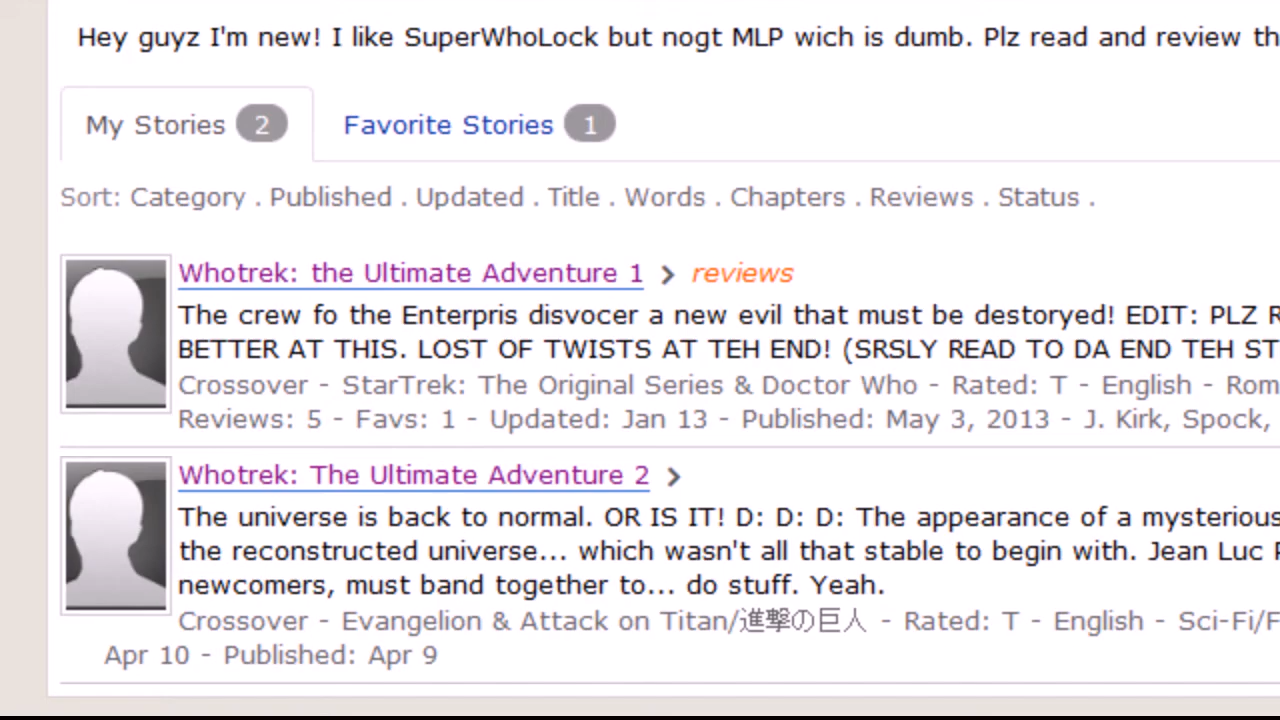 Hey guyz I'm new! I like SuperWhoLock but nogt MLP wich is dumb. Plz read and review th
My Stories 2 Favorite Stories 1
Sort: Category . Published . Updated . Title . Words . Chapters . Reviews . Status .
Whotrek: the Ultimate Adventure 1 > reviews
The crew fo the Enterpris disvocer a new evil that must be destoryed! EDIT: PLZ R
BETTER AT THIS. LOST OF TWISTS AT TEH END! (SRSLY READ TO DA END TEH ST
Crossover - StarTrek: The Original Series & Doctor Who - Rated: T - English - Rom
Reviews: 5 - Favs: 1 - Updated: Jan 13 - Published: May 3, 2013 - J. Kirk, Spock,
Whotrek: The Ultimate Adventure 2 >
The universe is back to normal. OR IS IT! D: D: D: The appearance of a mysterious
the reconstructed universe... which wasn't all that stable to begin with. Jean Luc P
newcomers, must band together to... do stuff. Yeah.
Crossover - Evangelion & Attack on Titan/進撃の巨人 - Rated: T - English - Sci-Fi/F
Apr 10 - Published: Apr 9